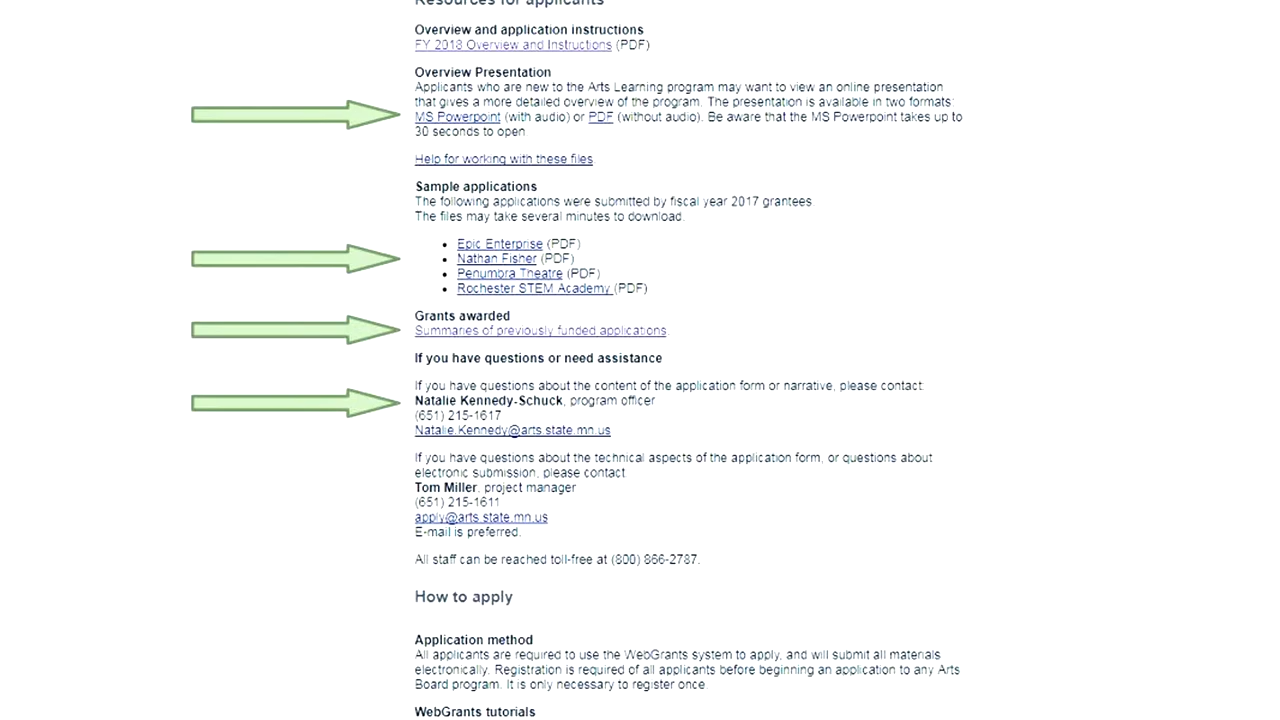 Resources for applicants
Overview and application instructions
FY 2018 Overview and Instructions (PDF)
Overview Presentation
Applicants who are new to the Arts Learning program may want to view an online presentation
that gives a more detailed overview of the program. The presentation is available in two formats:
MS Powerpoint (with audio) or PDF (without audio). Be aware that the MS Powerpoint takes up to
30 seconds to open
Help for working with these files
Sample applications
The following applications were submitted by fiscal year 2017 grantees
The files may take several minutes to download.
• Epic Enterprise (PDF)
• Nathan Fisher (PDF)
• Penumbra Theatre (PDF)
• Rochester STEM Academy (PDF)
Grants awarded
Summaries of previously funded applications.
If you have questions or need assistance
If you have questions about the content of the application form or narrative, please contact:
Natalie Kennedy-Schuck, program officer
(651) 215-1617
Natalie.Kennedy@arts.state.mn.us
If you have questions about the technical aspects of the application form, or questions about
electronic submission, please contact
Tom Miller, project manager
(651) 215-1611
apply@arts.state.mn.us
E-mail is preferred.
All staff can be reached toll-free at (800) 866-2787.
How to apply
Application method
All applicants are required to use the WebGrants system to apply, and will submit all materials
electronically. Registration is required of all applicants before beginning an application to any Arts
Board program. It is only necessary to register once.
WebGrants tutorials